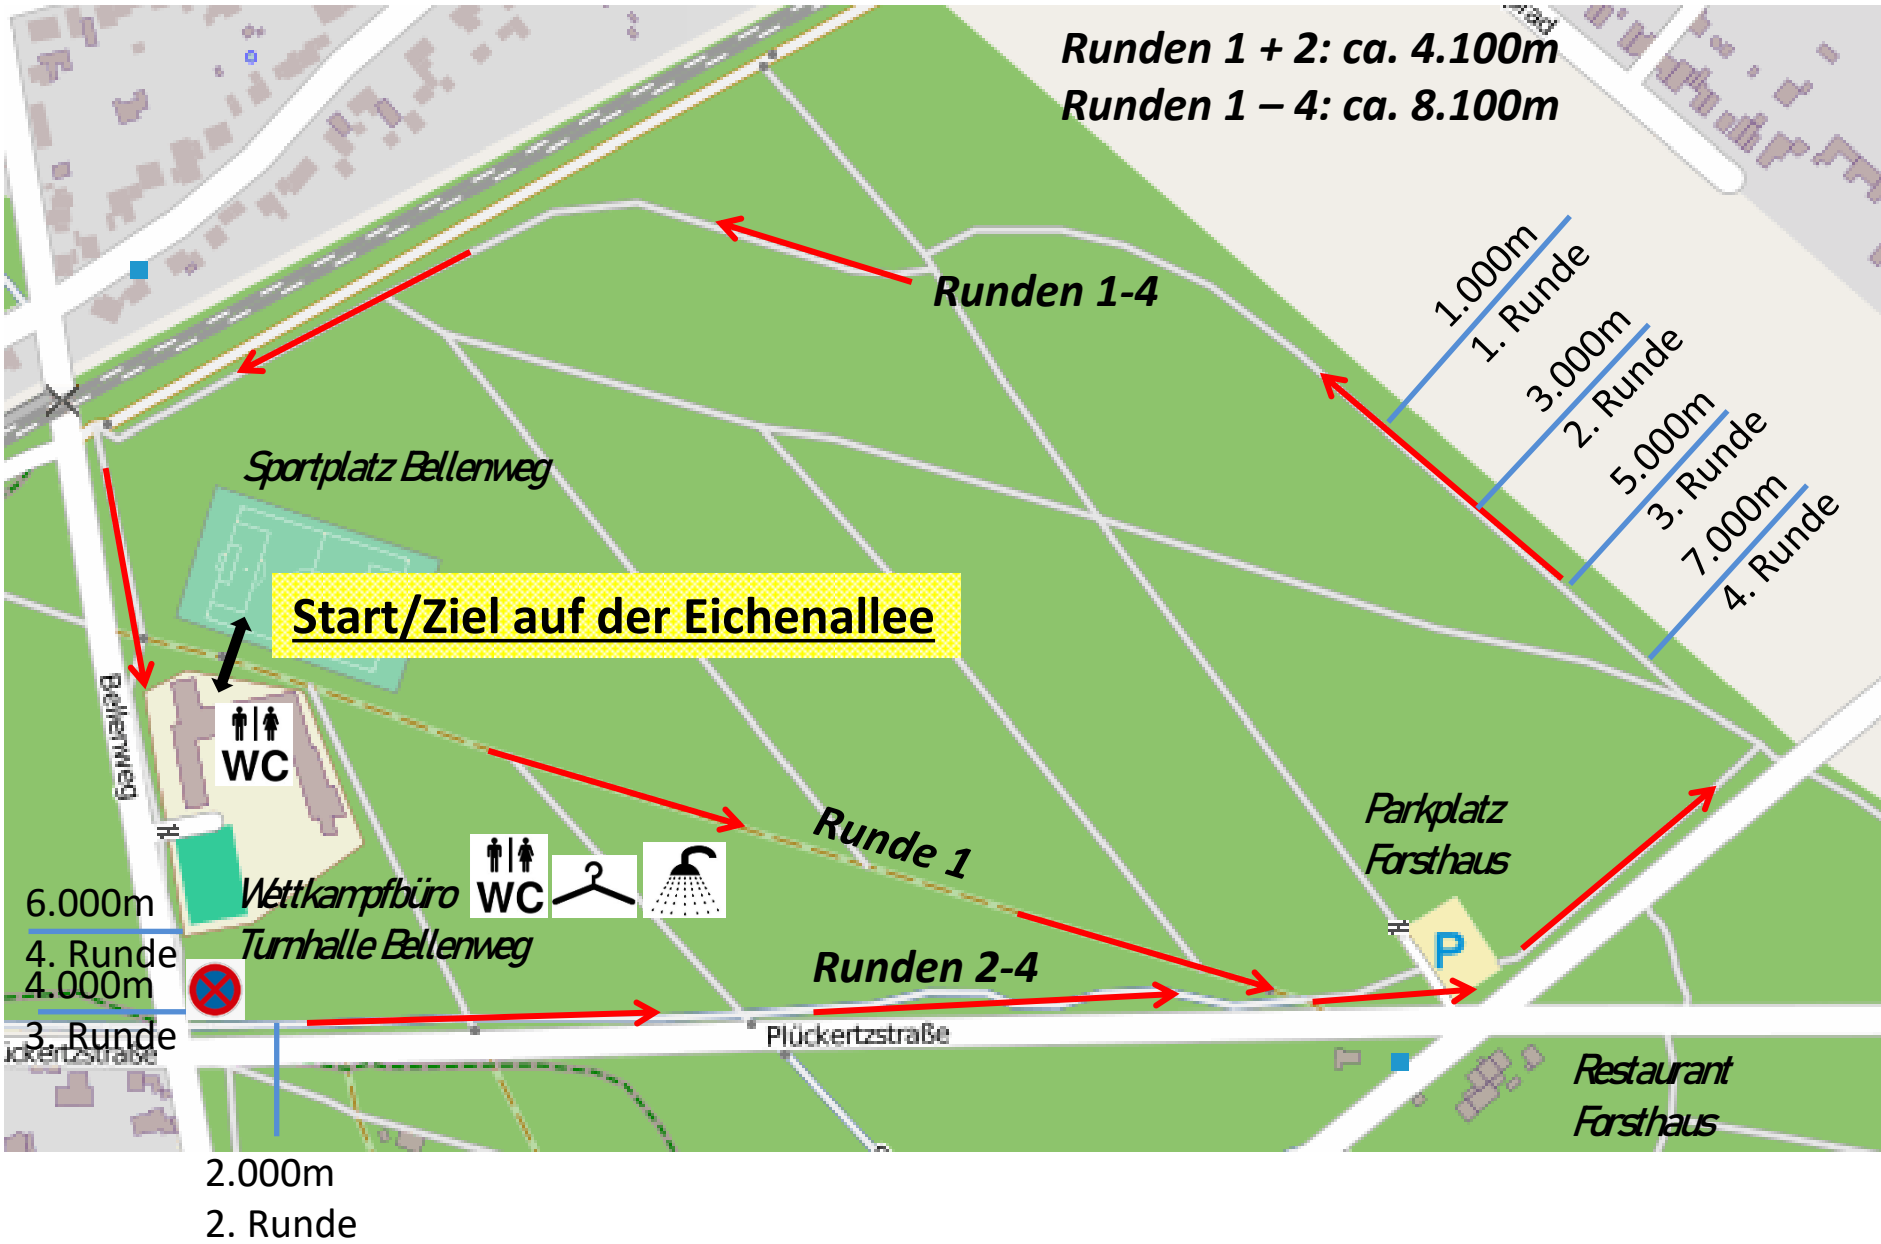 Runden 1 + 2: ca. 4.100m
Runden 1 – 4: ca. 8.100m
1.000m
1. Runde
3.000m
2. Runde
5.000m
3. Runde
7.000m
4. Runde
Runden 1-4
Sportplatz Bellenweg
Start/Ziel auf der Eichenallee
Bellenweg
WC
Runde 1
Parkplatz
Forsthaus
P
WC
Wettkampfbüro
Turnhalle Bellenweg
6.000m
4. Runde
4.000m
3. Runde
Runden 2-4
Plückertzstraße
ückertzstraße
Restaurant
Forsthaus
2.000m
2. Runde